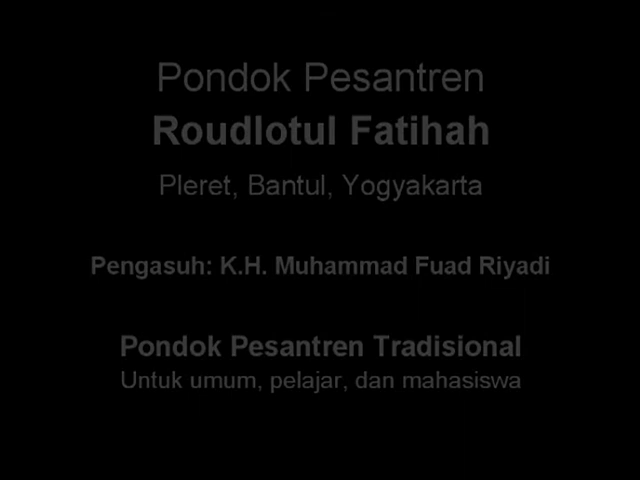 Pondok Pesantren
Roudlotul Fatihah
Pleret, Bantul, Yogyakarta
Pengasuh: K.H. Muhammad Fuad Riyadi
Pondok Pesantren Tradisional
Untuk umum, pelajar, dan mahasiswa